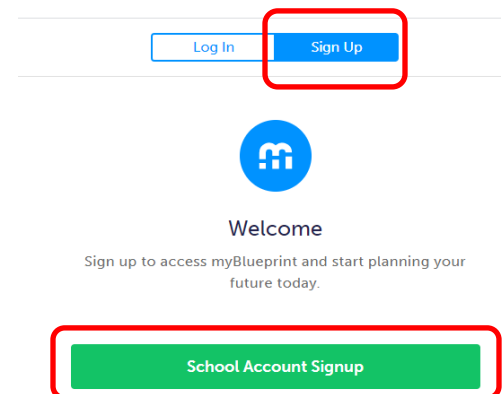 Log In Sign Up
Welcome
Sign up to access myBlueprint and start planning your
future today.
School Account Signup